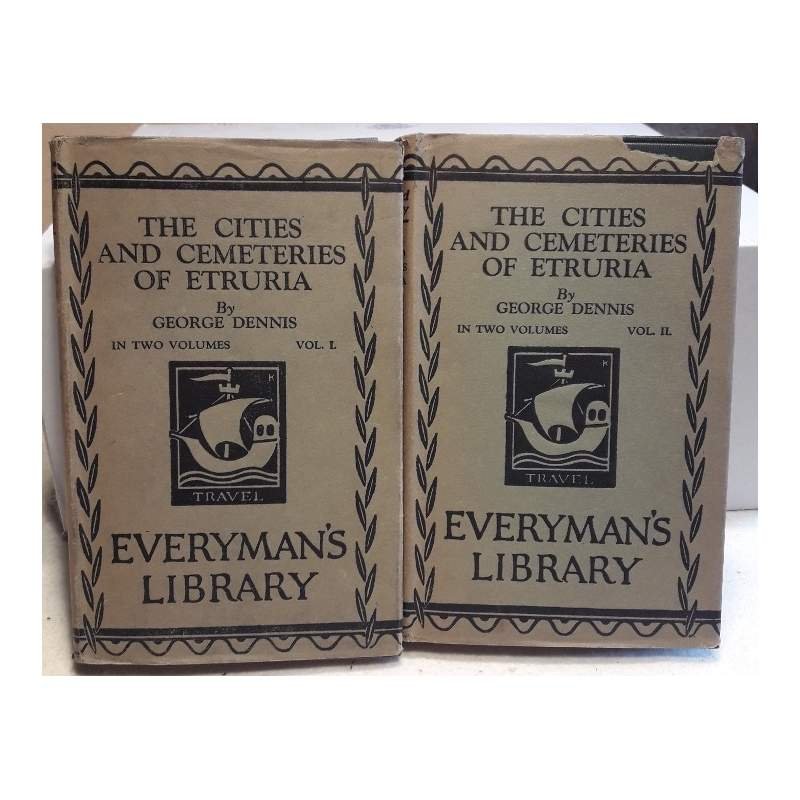 THE CITIES
AND CEMETERIES
OF ETRURIA
By
GEORGE DENNIS
IN TWO VOLUMES VOL. I.
K
TRAVEL
EVERYMAN'S
LIBRARY
THE CITIES
AND CEMETERIES
OF ETRURIA
By
GEORGE DENNIS
IN TWO VOLUMES VOL. II.
K
TRAVEL
EVERYMAN'S
LIBRARY